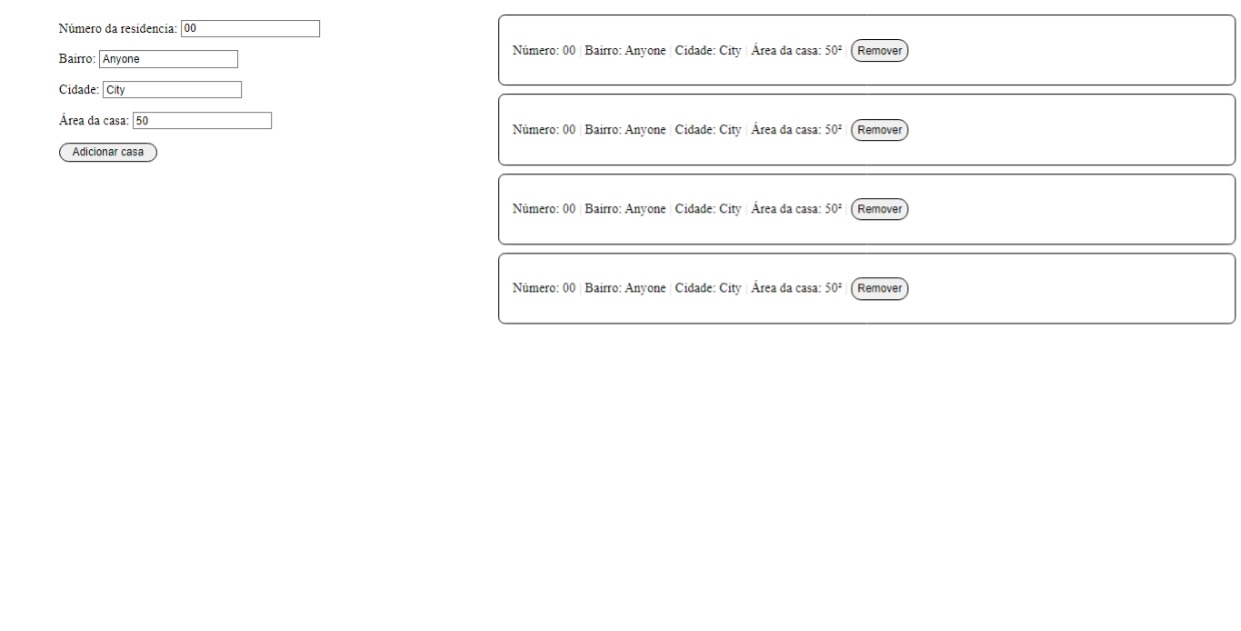 Número da residencia: 00
Bairro: Anyone
Cidade: City
Área da casa: 50
Adicionar casa
Número: 00 | Bairro: Anyone | Cidade: City | Área da casa: 50² | Remover
Número: 00 | Bairro: Anyone | Cidade: City | Área da casa: 50² | Remover
Número: 00 | Bairro: Anyone | Cidade: City | Área da casa: 50² | Remover
Número: 00 | Bairro: Anyone | Cidade: City | Área da casa: 50² | Remover